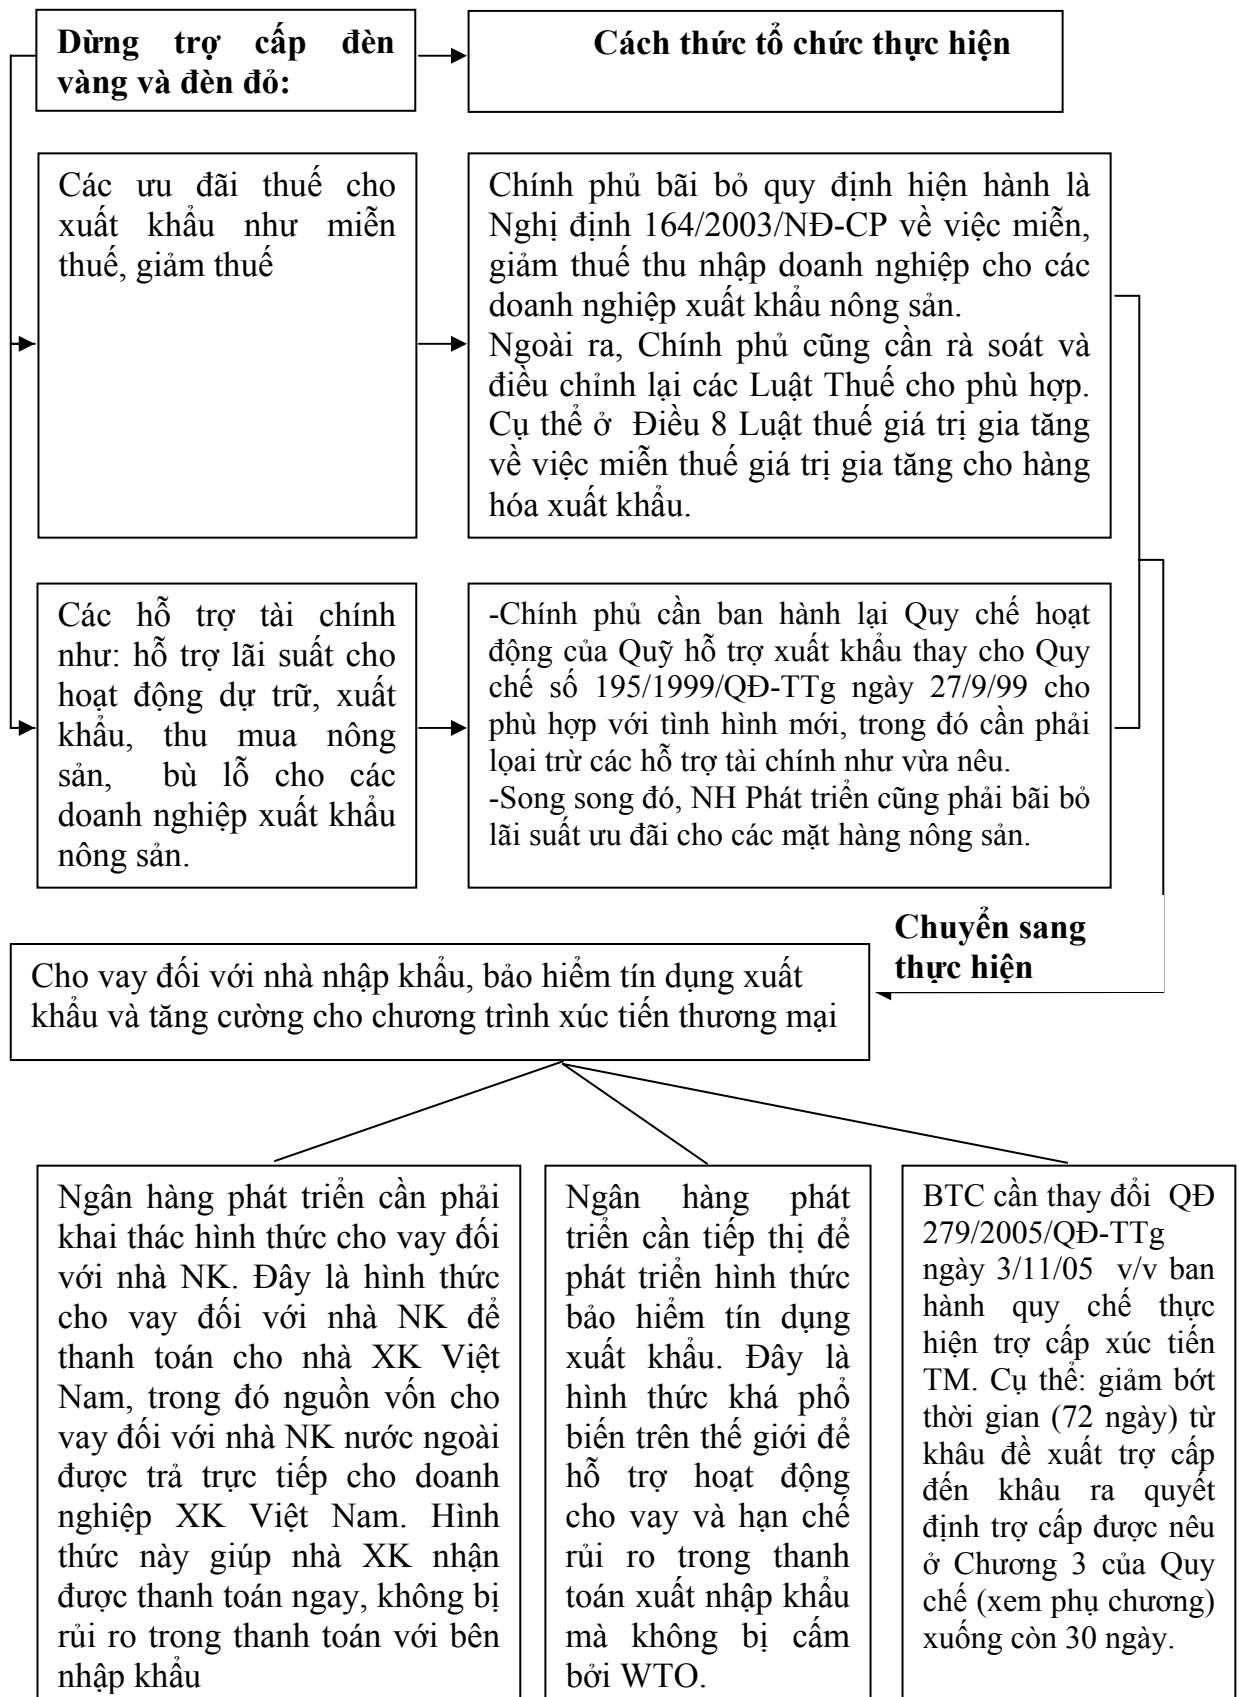 Dừng trợ cấp đèn
vàng và đèn đỏ:
Cách thức tổ chức thực hiện
Các ưu đãi thuế cho
xuất khẩu như miễn
thuế, giảm thuế
Chính phủ bãi bỏ quy định hiện hành là
Nghị định 164/2003/NĐ-CP về việc miễn,
giảm thuế thu nhập doanh nghiệp cho các
doanh nghiệp xuất khẩu nông sản.
Ngoài ra, Chính phủ cũng cần rà soát và
điều chỉnh lại các Luật Thuế cho phù hợp.
Cụ thể ở Điều 8 Luật thuế giá trị gia tăng
về việc miễn thuế giá trị gia tăng cho hàng
hóa xuất khẩu.
Các hỗ trợ tài chính
như: hỗ trợ lãi suất cho
hoạt động dự trữ, xuất
khẩu, thu mua nông
sản, bù lỗ cho các
doanh nghiệp xuất khẩu
nông sản.
-Chính phủ cần ban hành lại Quy chế hoạt
động của Quỹ hỗ trợ xuất khẩu thay cho Quy
chế số 195/1999/QĐ-TTg ngày 27/9/99 cho
phù hợp với tình hình mới, trong đó cần phải
lọai trừ các hỗ trợ tài chính như vừa nêu.
-Song song đó, NH Phát triển cũng phải bãi bỏ
lãi suất ưu đãi cho các mặt hàng nông sản.
Chuyển sang
thực hiện
Cho vay đối với nhà nhập khẩu, bảo hiểm tín dụng xuất
khẩu và tăng cường cho chương trình xúc tiến thương mại
Ngân hàng phát triển cần phải
khai thác hình thức cho vay đối
với nhà NK. Đây là hình thức
cho vay đối với nhà NK để
thanh toán cho nhà XK Việt
Nam, trong đó nguồn vốn cho
vay đối với nhà NK nước ngoài
được trả trực tiếp cho doanh
nghiệp XK Việt Nam. Hình
thức này giúp nhà XK nhận
được thanh toán ngay, không bị
rủi ro trong thanh toán với bên
nhập khẩu
Ngân hàng phát
triển cần tiếp thị để
phát triển hình thức
bảo hiểm tín dụng
xuất khẩu. Đây là
hình thức khá phổ
biến trên thế giới để
hỗ trợ hoạt động
cho vay và hạn chế
rủi ro trong thanh
toán xuất nhập khẩu
mà không bị cấm
bởi WTO.
BTC cần thay đổi QĐ
279/2005/QĐ-TTg
ngày 3/11/05 v/v ban
hành quy chế thực
hiện trợ cấp xúc tiến
TM. Cụ thể: giảm bớt
thời gian (72 ngày) từ
khâu đề xuất trợ cấp
đến khâu ra quyết
định trợ cấp được nêu
ở Chương 3 của Quy
chế (xem phụ chương)
xuống còn 30 ngày.